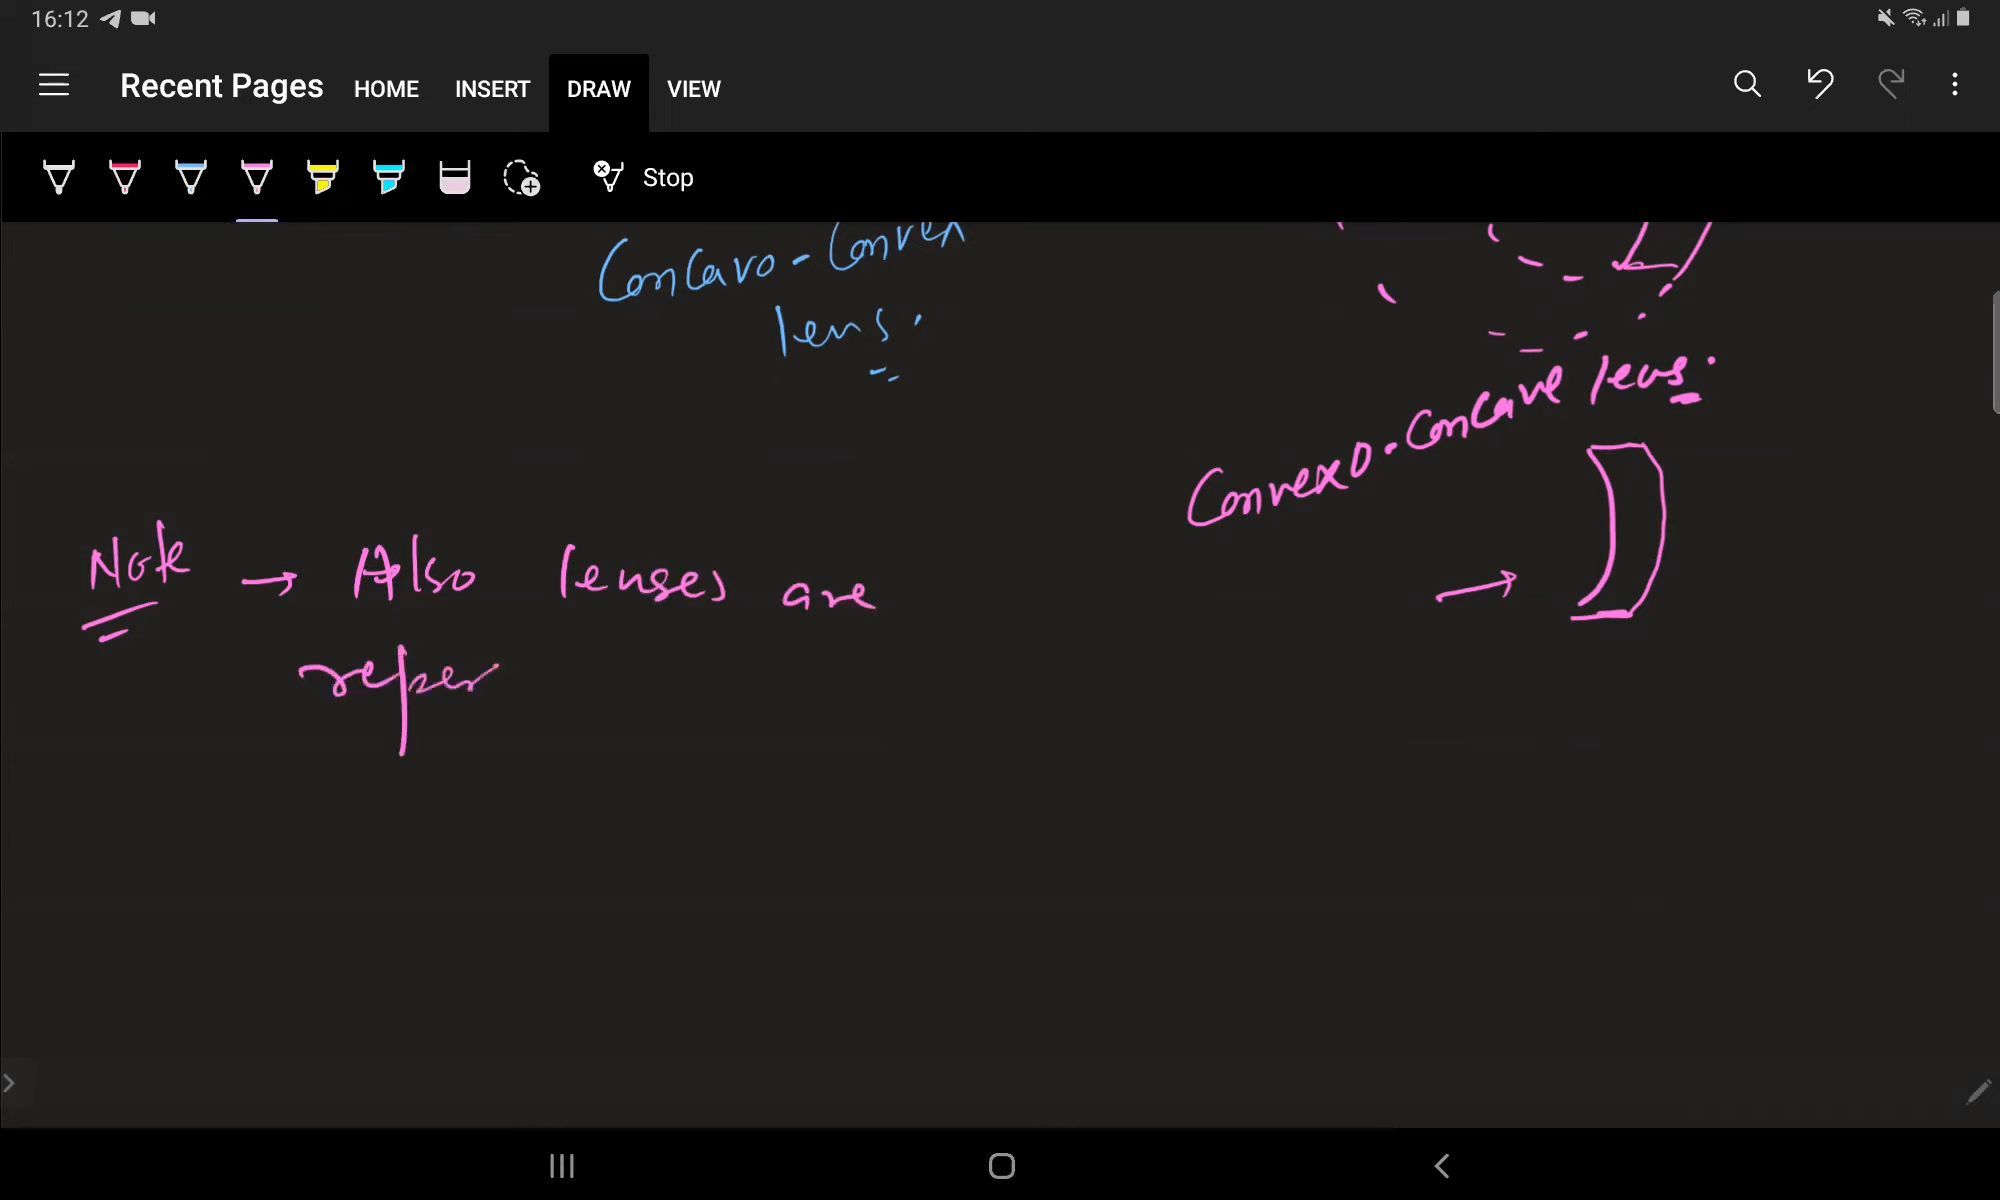 16:12
Recent Pages HOME INSERT DRAW VIEW
Stop
Concavo-Convex
lens.
Convexo-Concave lens.
Note → Also lenses are
reper